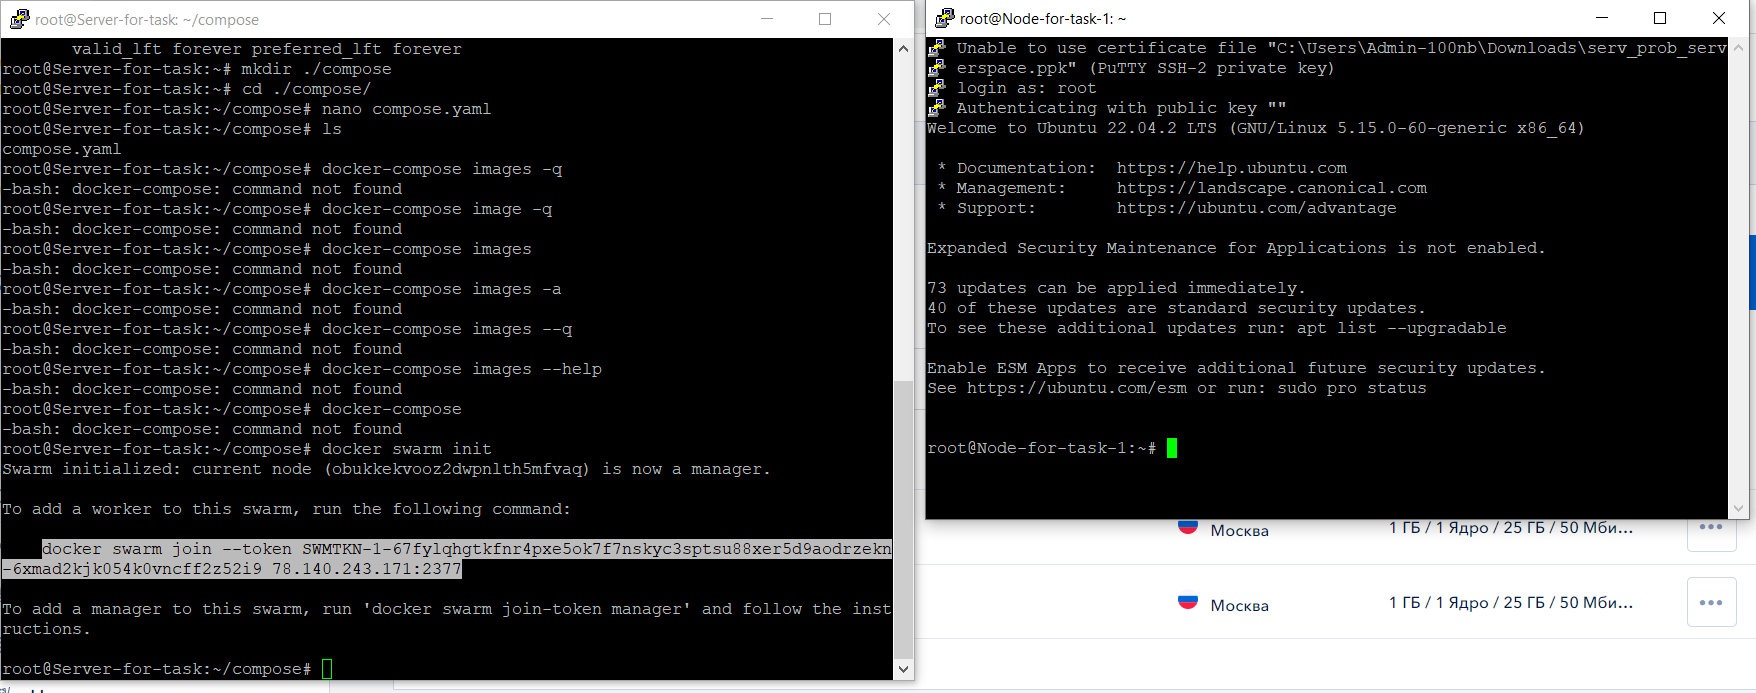 root@Server-for-task: ~/compose
valid_lft forever preferred_lft forever
root@Server-for-task:~# mkdir ./compose
root@Server-for-task:~# cd ./compose/
root@Server-for-task:~/compose# nano compose.yaml
root@Server-for-task:~/compose# ls
compose.yaml
root@Server-for-task:~/compose# docker-compose images -q
-bash: docker-compose: command not found
root@Server-for-task:~/compose# docker-compose image -q
-bash: docker-compose: command not found
root@Server-for-task:~/compose# docker-compose images
-bash: docker-compose: command not found
root@Server-for-task:~/compose# docker-compose images -a
-bash: docker-compose: command not found
root@Server-for-task:~/compose# docker-compose images --q
-bash: docker-compose: command not found
root@Server-for-task:~/compose# docker-compose images --help
-bash: docker-compose: command not found
root@Server-for-task:~/compose# docker-compose
-bash: docker-compose: command not found
root@Server-for-task:~/compose# docker swarm init
Swarm initialized: current node (obukkekvooz2dwpnlth5mfvaq) is now a manager.
To add a worker to this swarm, run the following command:
docker swarm join --token SWMTKN-1-67fylqhgtkfnr4pxe5ok7f7nskyc3sptsu88xer5d9aodrzekn
-6xmad2kjk054k0vncff2z52i9 78.140.243.171:2377
To add a manager to this swarm, run 'docker swarm join-token manager' and follow the inst
ructions.
root@Server-for-task:~/compose#
root@Node-for-task-1: ~
Unable to use certificate file "C:\Users\Admin-100nb\Downloads\serv_prob_serv
erspace.ppk" (PuTTY SSH-2 private key)
login as: root
Authenticating with public key ""
Welcome to Ubuntu 22.04.2 LTS (GNU/Linux 5.15.0-60-generic x86_64)
* Documentation:  https://help.ubuntu.com
* Management:     https://landscape.canonical.com
* Support:        https://ubuntu.com/advantage
Expanded Security Maintenance for Applications is not enabled.
73 updates can be applied immediately.
40 of these updates are standard security updates.
To see these additional updates run: apt list --upgradable
Enable ESM Apps to receive additional future security updates.
See https://ubuntu.com/esm or run: sudo pro status
root@Node-for-task-1:~#
Москва 1 ГБ / 1 Ядро / 25 ГБ / 50 Мби...
Москва 1 ГБ / 1 Ядро / 25 ГБ / 50 Мби...